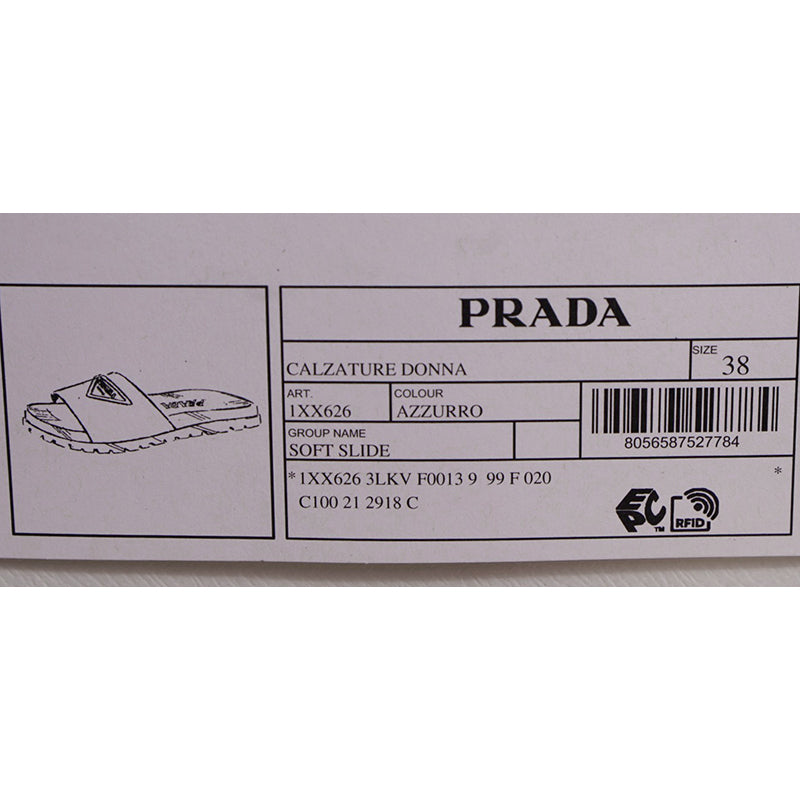 PRADA
CALZATURE DONNA
SIZE
38
ART.
1XX626
COLOUR
AZZURRO
8056587527784
GROUP NAME
SOFT SLIDE
*1XX626 3LKV F0013 9 99 F 020 *
C100 21 2918 C
EPC TM
RFID
PRADA